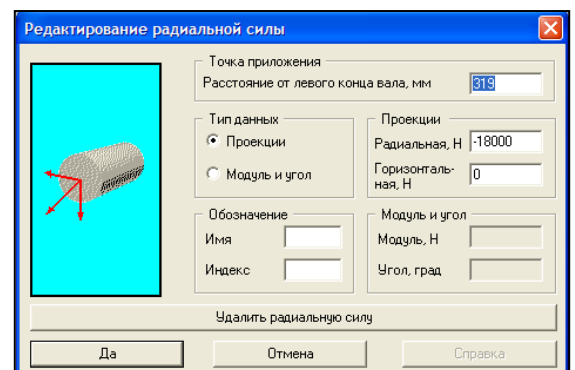 Редактирование радиальной силы
Точка приложения
Расстояние от левого конца вала, мм 319
Тип данных
Проекции
Модуль и угол
Проекции
Радиальная, Н -18000
Горизонталь-
ная, Н 0
Обозначение
Имя
Индекс
Модуль и угол
Модуль, Н
Угол, град
Удалить радиальную силу
Да Отмена Справка